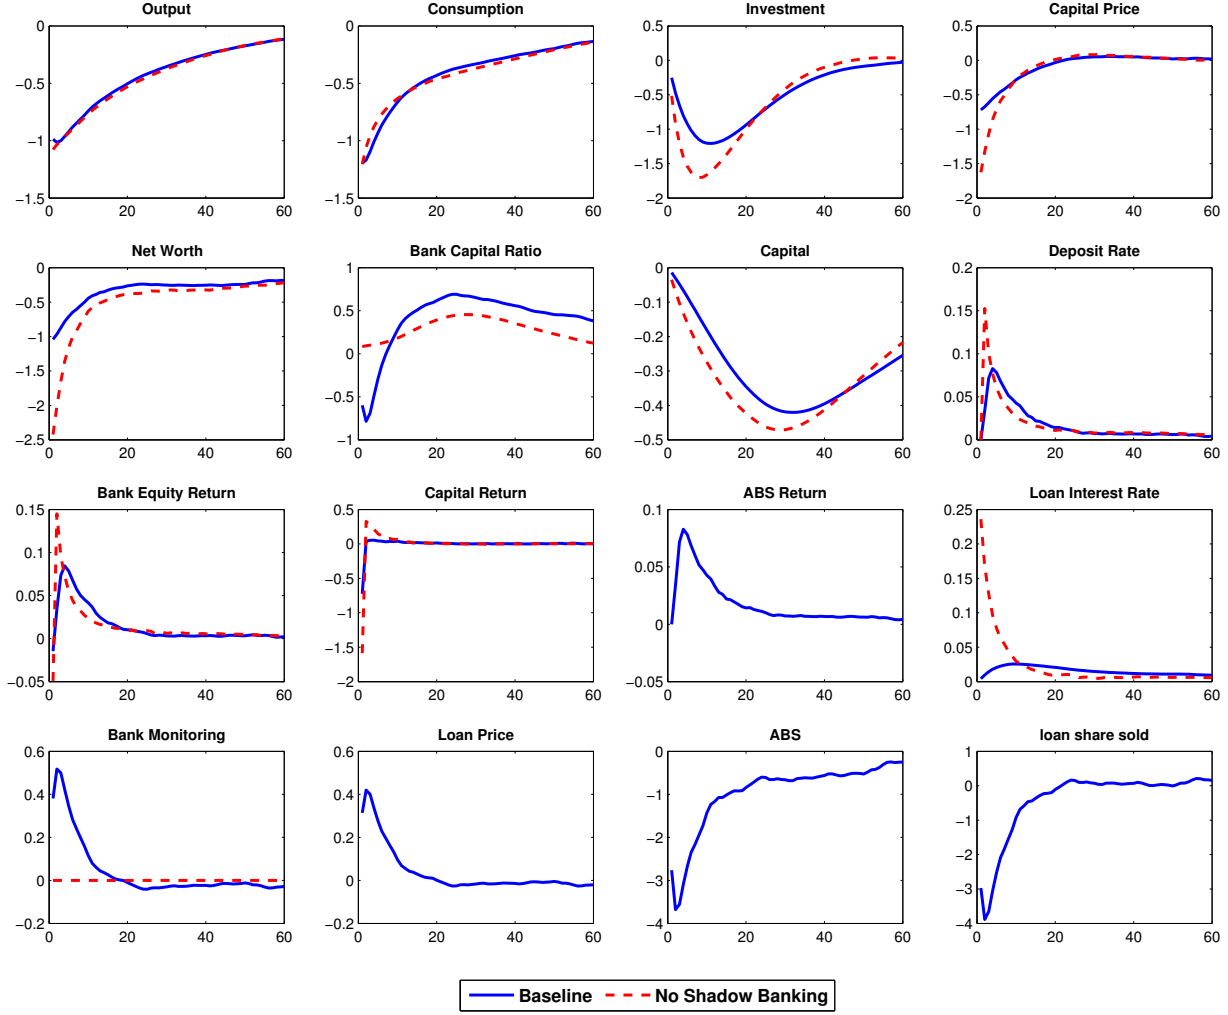 Output Consumption Investment Capital Price
0 0 0.5 0.5
−0.5 −0.5 0 0
−1 −1 −0.5 −0.5
−1.5 −1.5 −1 −1
−1.5 −1.5
−2 −2
0 20 40 60 0 20 40 60 0 20 40 60 0 20 40 60
Net Worth Bank Capital Ratio Capital Deposit Rate
0 1 0 0.2
−0.5 0.5 −0.1 0.15
−1 0 −0.2 0.1
−1.5 −0.5 −0.3 0.05
−2 −1 −0.4 0
−2.5 −0.5
0 20 40 60 0 20 40 60 0 20 40 60 0 20 40 60
Bank Equity Return Capital Return ABS Return Loan Interest Rate
0.15 0.5 0.1 0.25
0.1 0 0.05 0.2
0.05 −0.5 0 0.15
0 −1 −0.05 0.1
−0.05 −1.5 0.05
−2 0
0 20 40 60 0 20 40 60 0 20 40 60 0 20 40 60
Bank Monitoring Loan Price ABS loan share sold
0.6 0.6 0 1
0.4 0.4 −1 0
0.2 0.2 −2 −1
0 0 −3 −2
−0.2 −0.2 −4 −3
−4
0 20 40 60 0 20 40 60 0 20 40 60 0 20 40 60
Baseline No Shadow Banking